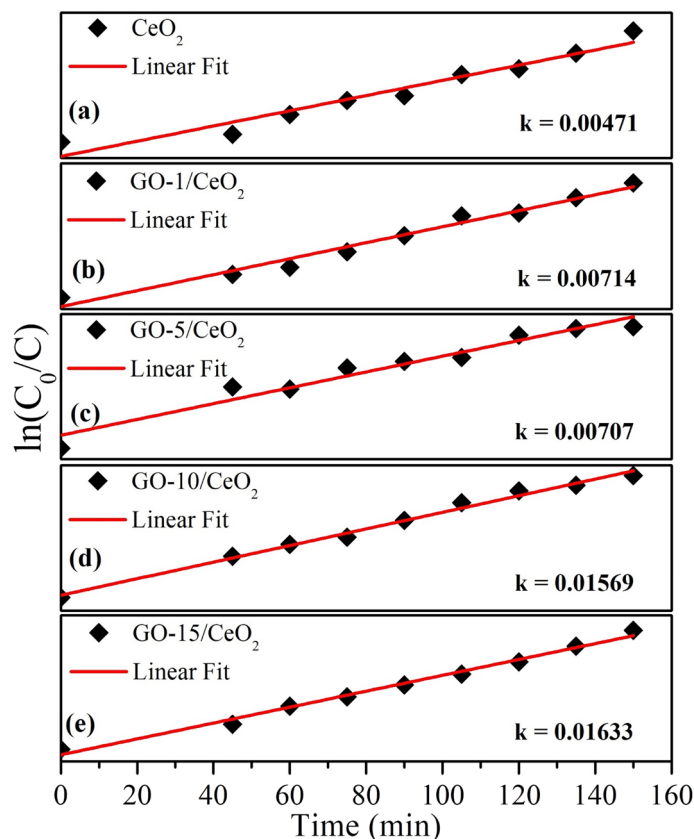 CeO₂
Linear Fit
(a)
k = 0.00471
GO-1/CeO₂
Linear Fit
(b)
k = 0.00714
GO-5/CeO₂
Linear Fit
(c)
k = 0.00707
GO-10/CeO₂
Linear Fit
(d)
k = 0.01569
GO-15/CeO₂
Linear Fit
(e)
k = 0.01633
ln(C₀/C)
0 20 40 60 80 100 120 140 160
Time (min)